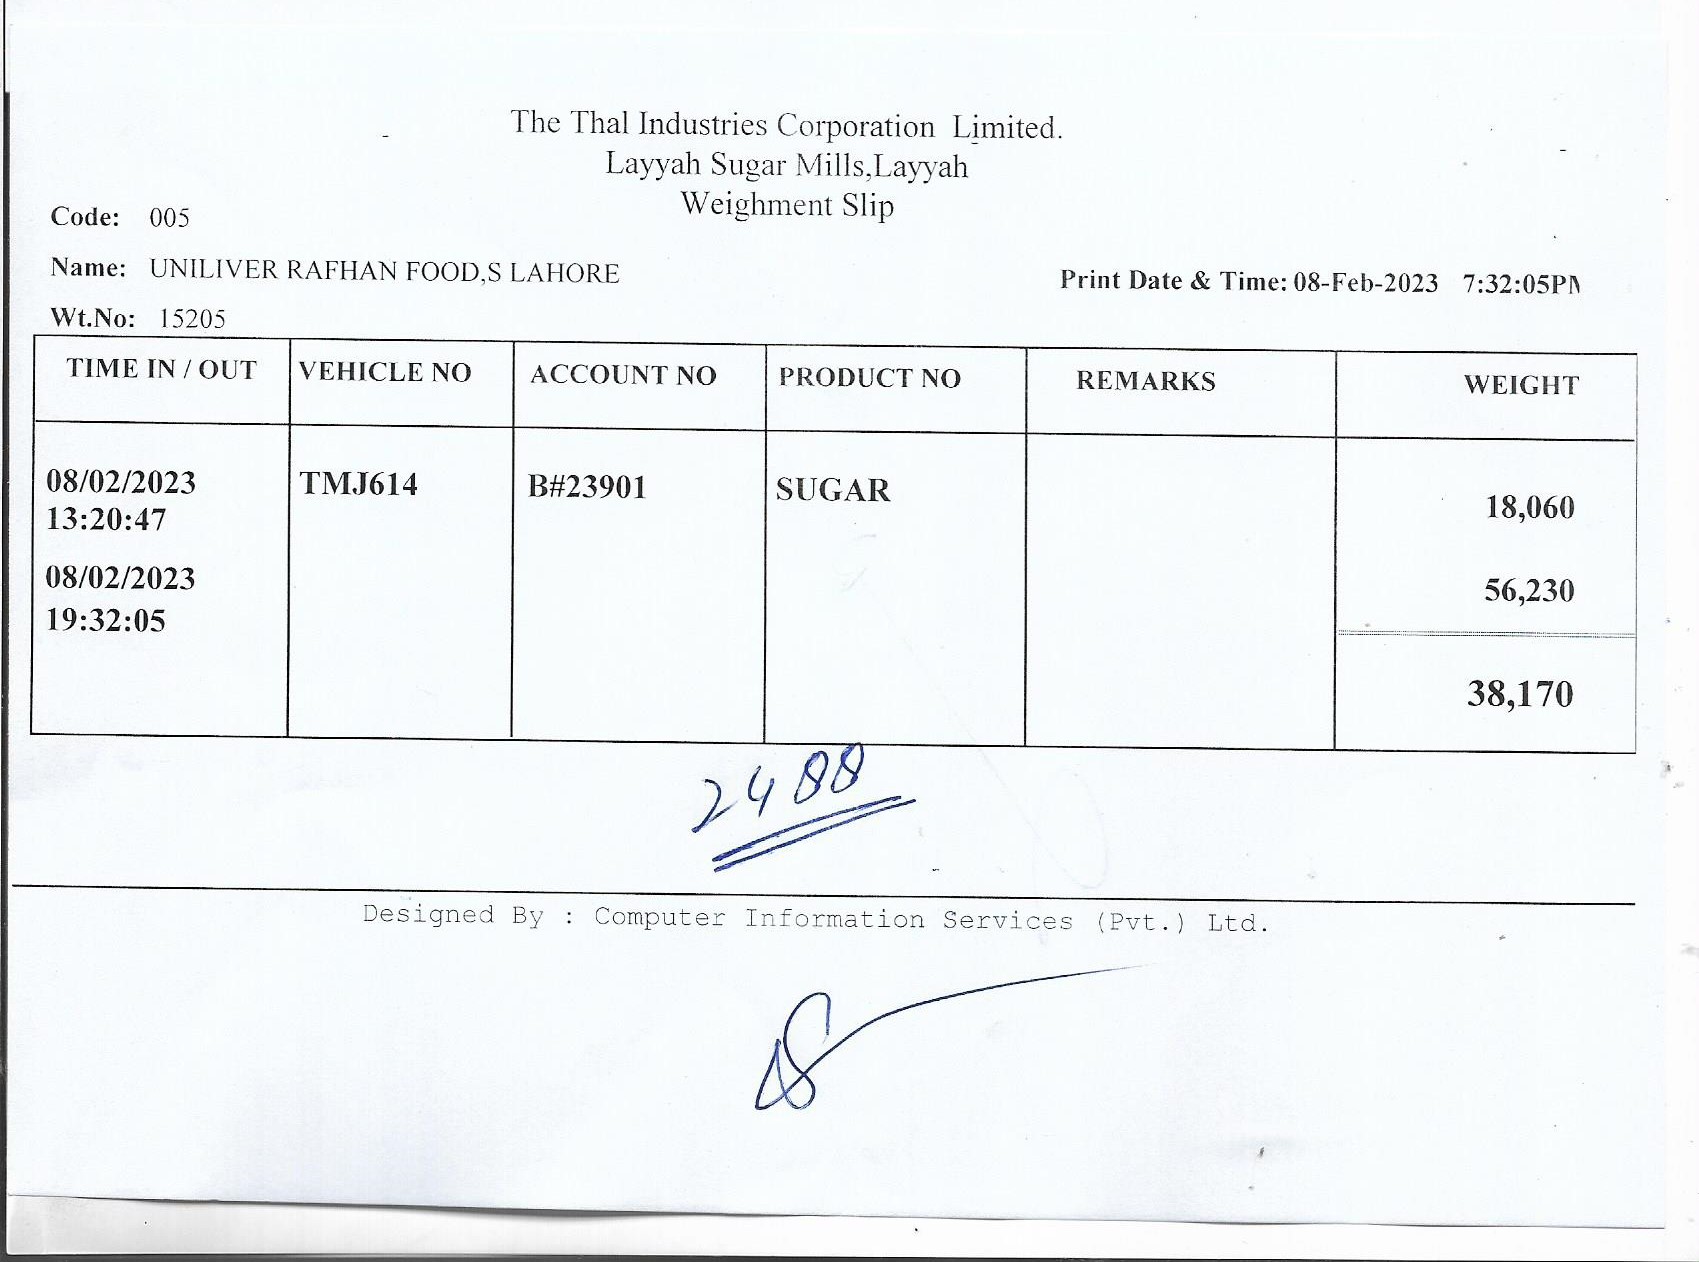 The Thal Industries Corporation Limited.
Layyah Sugar Mills,Layyah
Weighment Slip
Code: 005
Name: UNILIVER RAFHAN FOOD,S LAHORE
Print Date & Time: 08-Feb-2023 7:32:05PM
Wt.No: 15205
TIME IN / OUT VEHICLE NO ACCOUNT NO PRODUCT NO REMARKS WEIGHT
08/02/2023 TMJ614 B#23901 SUGAR 18,060
13:20:47
08/02/2023 56,230
19:32:05
38,170
2488
Designed By : Computer Information Services (Pvt.) Ltd.